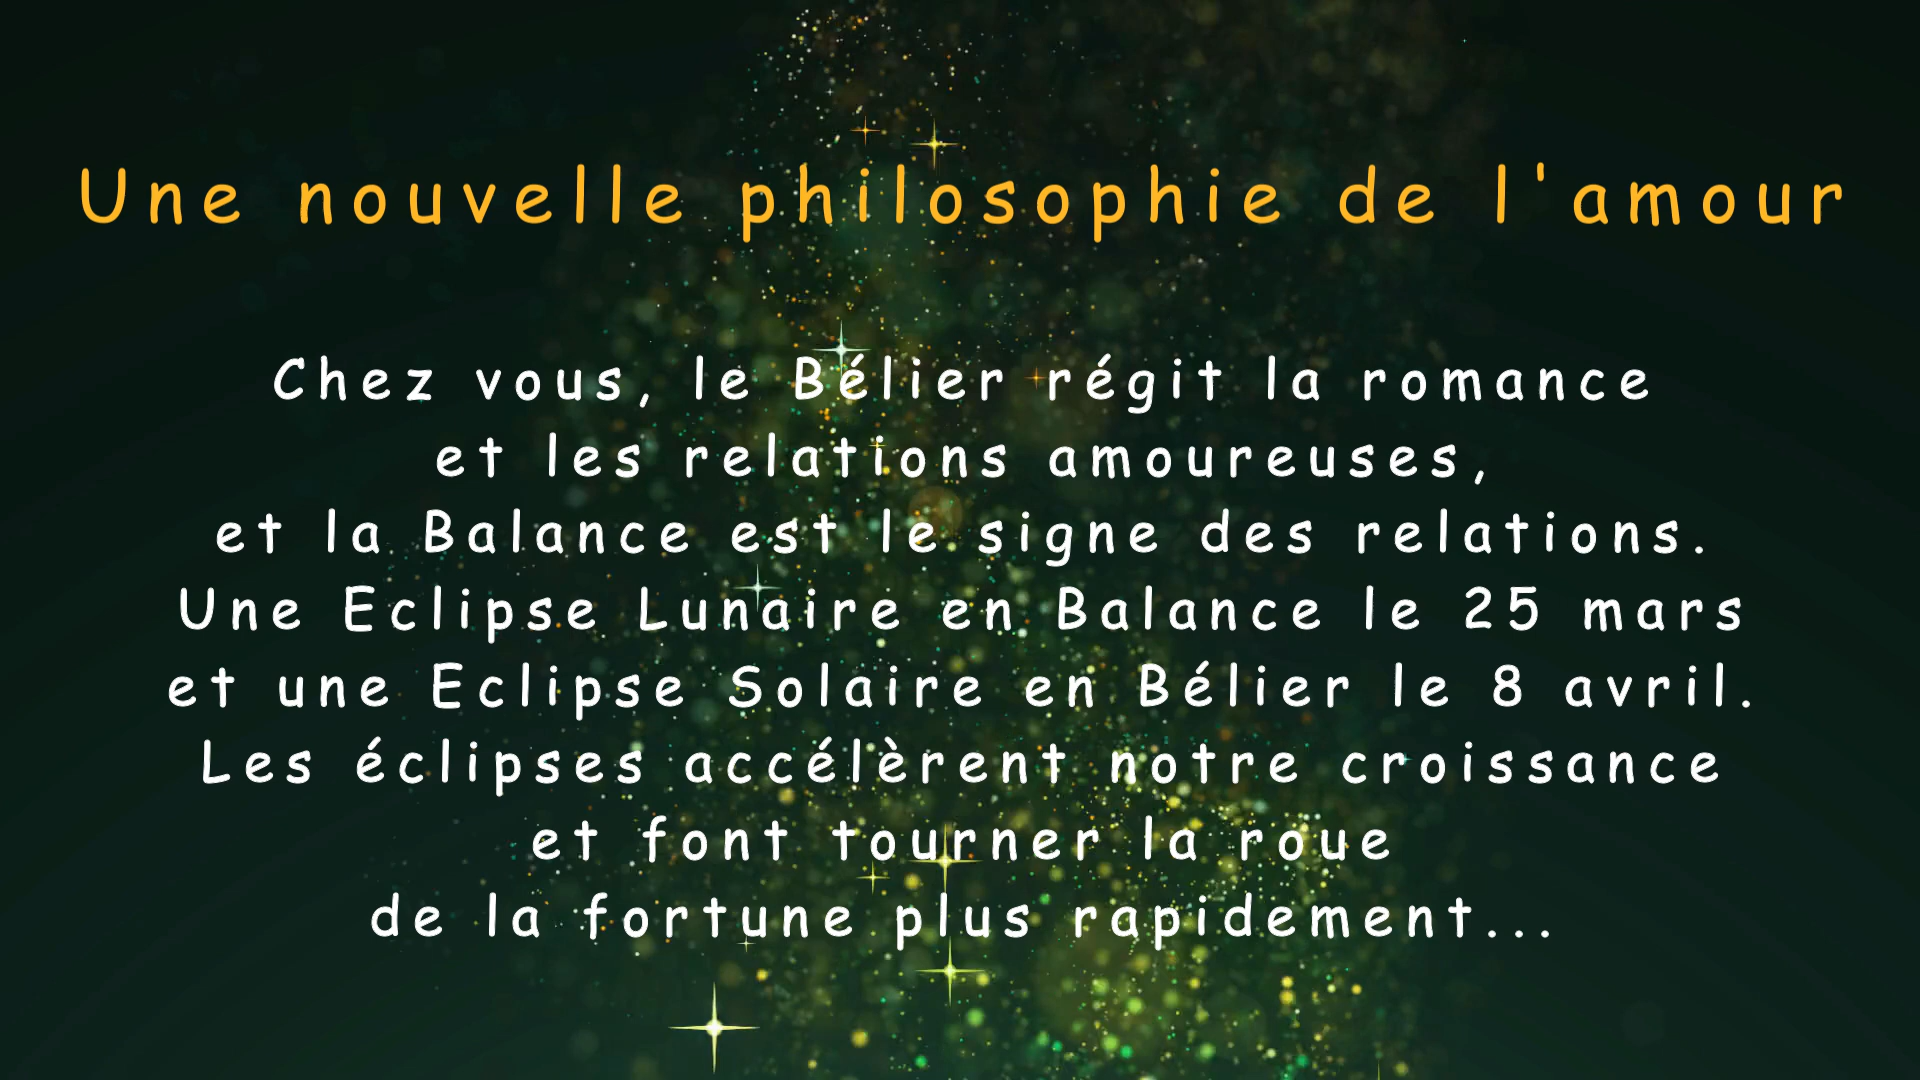 Une nouvelle philosophie de l'amour
Chez vous, le Bélier régit la romance
et les relations amoureuses,
et la Balance est le signe des relations.
Une Eclipse Lunaire en Balance le 25 mars
et une Eclipse Solaire en Bélier le 8 avril.
Les éclipses accélèrent notre croissance
et font tourner la roue
de la fortune plus rapidement...